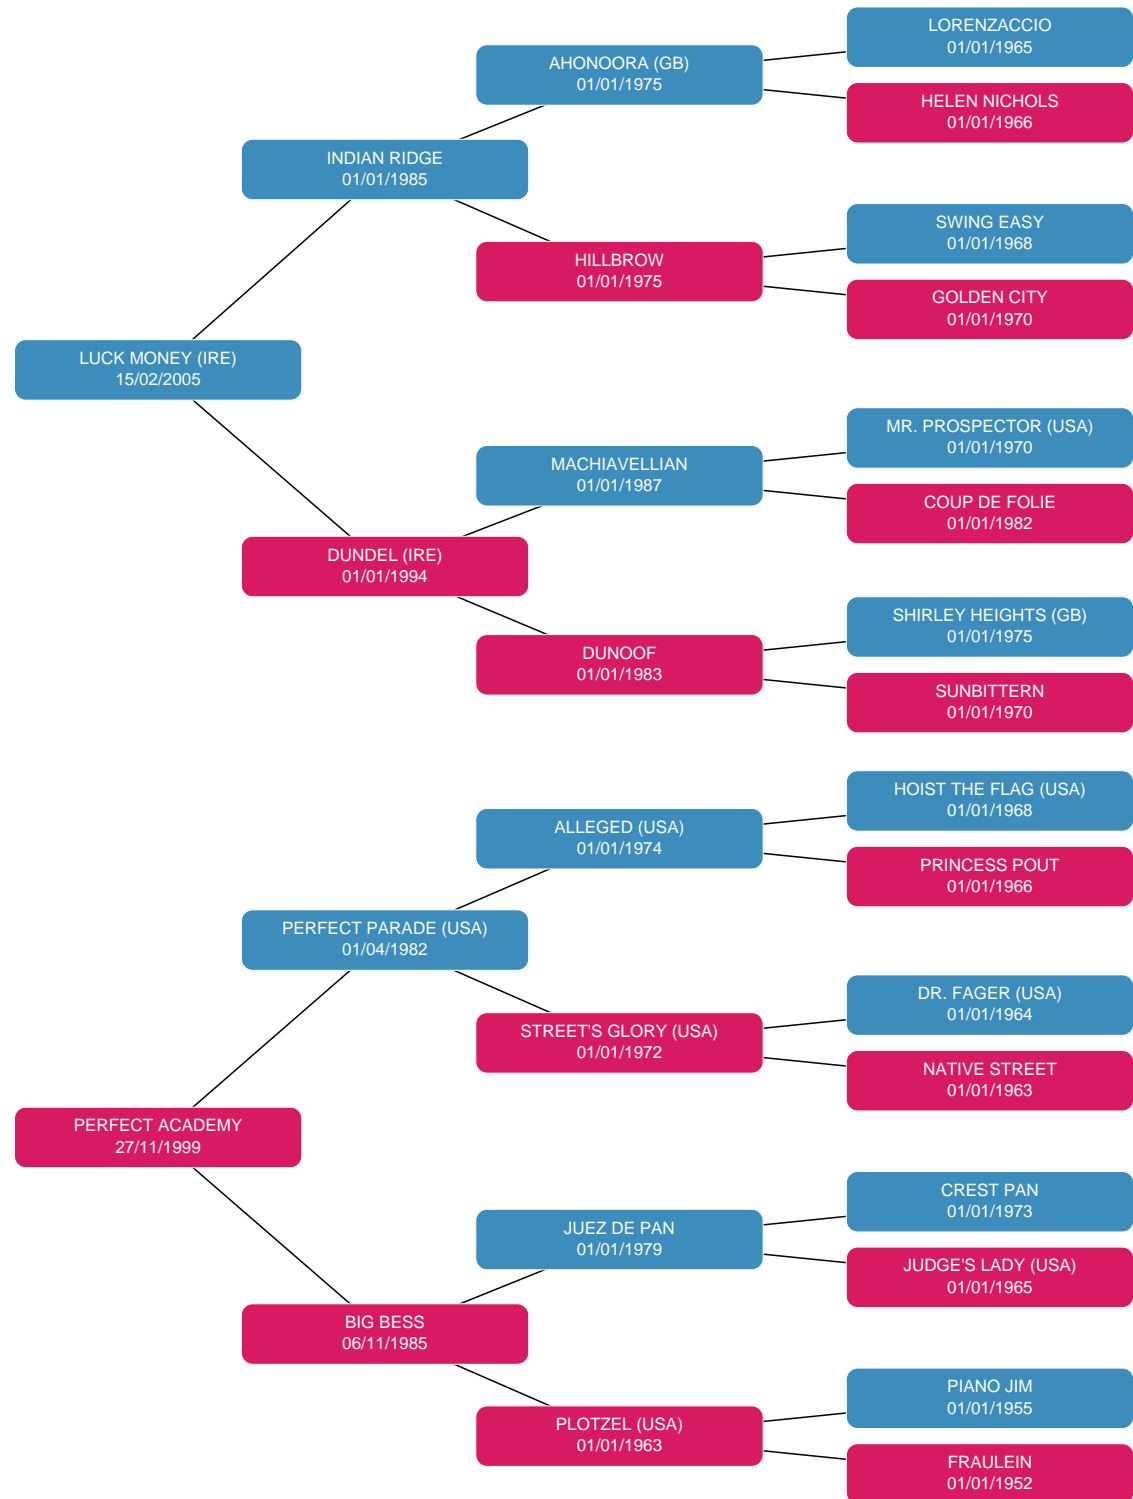 LORENZACCIO
01/01/1965
AHONOORA (GB)
01/01/1975
HELEN NICHOLS
01/01/1966
INDIAN RIDGE
01/01/1985
SWING EASY
01/01/1968
HILLBROW
01/01/1975
GOLDEN CITY
01/01/1970
LUCK MONEY (IRE)
15/02/2005
MR. PROSPECTOR (USA)
01/01/1970
MACHIAVELLIAN
01/01/1987
COUP DE FOLIE
01/01/1982
DUNDEL (IRE)
01/01/1994
SHIRLEY HEIGHTS (GB)
01/01/1975
DUNOOF
01/01/1983
SUNBITTERN
01/01/1970
HOIST THE FLAG (USA)
01/01/1968
ALLEGED (USA)
01/01/1974
PRINCESS POUT
01/01/1966
PERFECT PARADE (USA)
01/04/1982
DR. FAGER (USA)
01/01/1964
STREET'S GLORY (USA)
01/01/1972
NATIVE STREET
01/01/1963
PERFECT ACADEMY
27/11/1999
CREST PAN
01/01/1973
JUEZ DE PAN
01/01/1979
JUDGE'S LADY (USA)
01/01/1965
BIG BESS
06/11/1985
PIANO JIM
01/01/1955
PLOTZEL (USA)
01/01/1963
FRAULEIN
01/01/1952